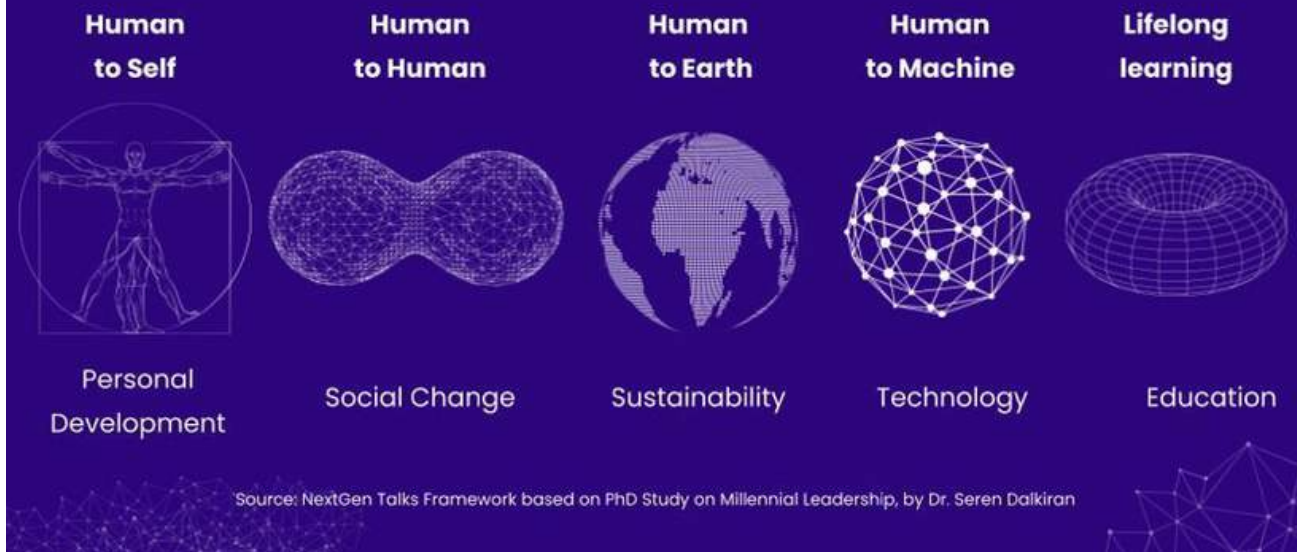 Human
to Self
Human
to Human
Human
to Earth
Human
to Machine
Lifelong
learning
Personal
Development
Social Change
Sustainability
Technology
Education
Source: NextGen Talks Framework based on PhD Study on Millennial Leadership, by Dr. Seren Dalkiran